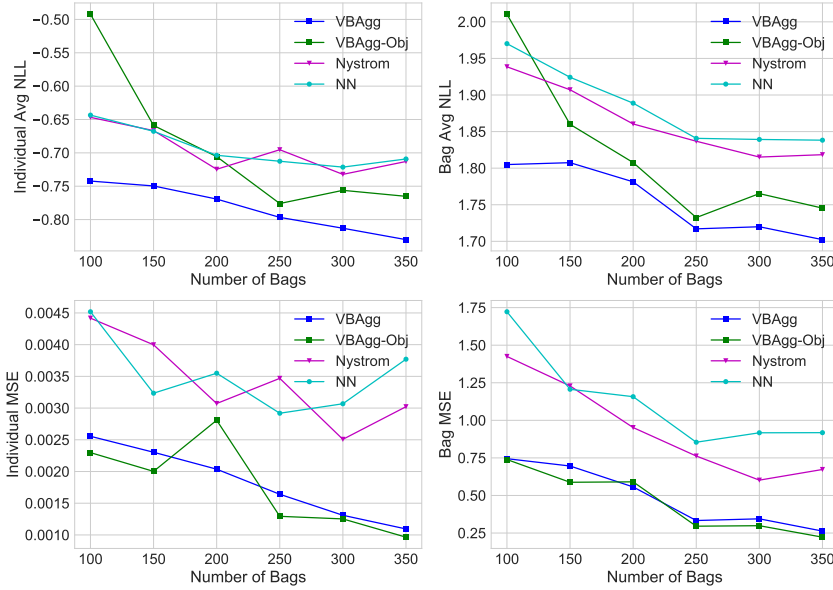 Individual Avg NLL
−0.50
−0.55
−0.60
−0.65
−0.70
−0.75
−0.80
VBAgg
VBAgg-Obj
Nystrom
NN
100 150 200 250 300 350
Number of Bags
Bag Avg NLL
2.00
1.95
1.90
1.85
1.80
1.75
1.70
VBAgg
VBAgg-Obj
Nystrom
NN
100 150 200 250 300 350
Number of Bags
Individual MSE
0.0045
0.0040
0.0035
0.0030
0.0025
0.0020
0.0015
0.0010
VBAgg
VBAgg-Obj
Nystrom
NN
100 150 200 250 300 350
Number of Bags
Bag MSE
1.75
1.50
1.25
1.00
0.75
0.50
0.25
VBAgg
VBAgg-Obj
Nystrom
NN
100 150 200 250 300 350
Number of Bags